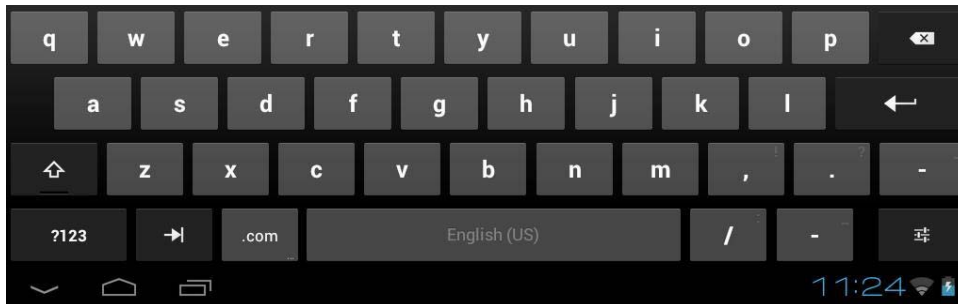 q w e r t y u i o p
a s d f g h j k l
z x c v b n m , ! . ? -
?123 .com English (US) / : - _
11:24